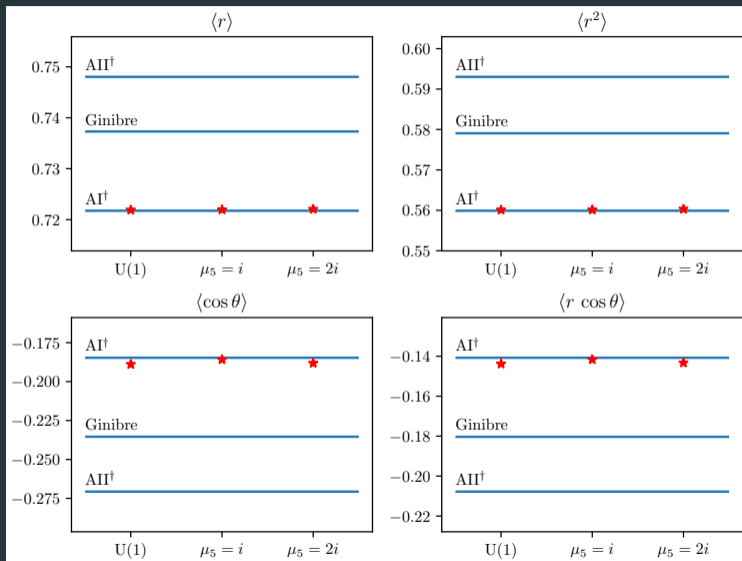 ⟨r⟩
0.75
0.74
0.73
0.72
AII†
Ginibre
AI†
U(1) μ₅ = i μ₅ = 2i
⟨r²⟩
0.60
0.59
0.58
0.57
0.56
0.55
AII†
Ginibre
AI†
U(1) μ₅ = i μ₅ = 2i
⟨cos θ⟩
−0.175
−0.200
−0.225
−0.250
−0.275
AI†
Ginibre
AII†
U(1) μ₅ = i μ₅ = 2i
⟨r cos θ⟩
−0.14
−0.16
−0.18
−0.20
−0.22
AI†
Ginibre
AII†
U(1) μ₅ = i μ₅ = 2i